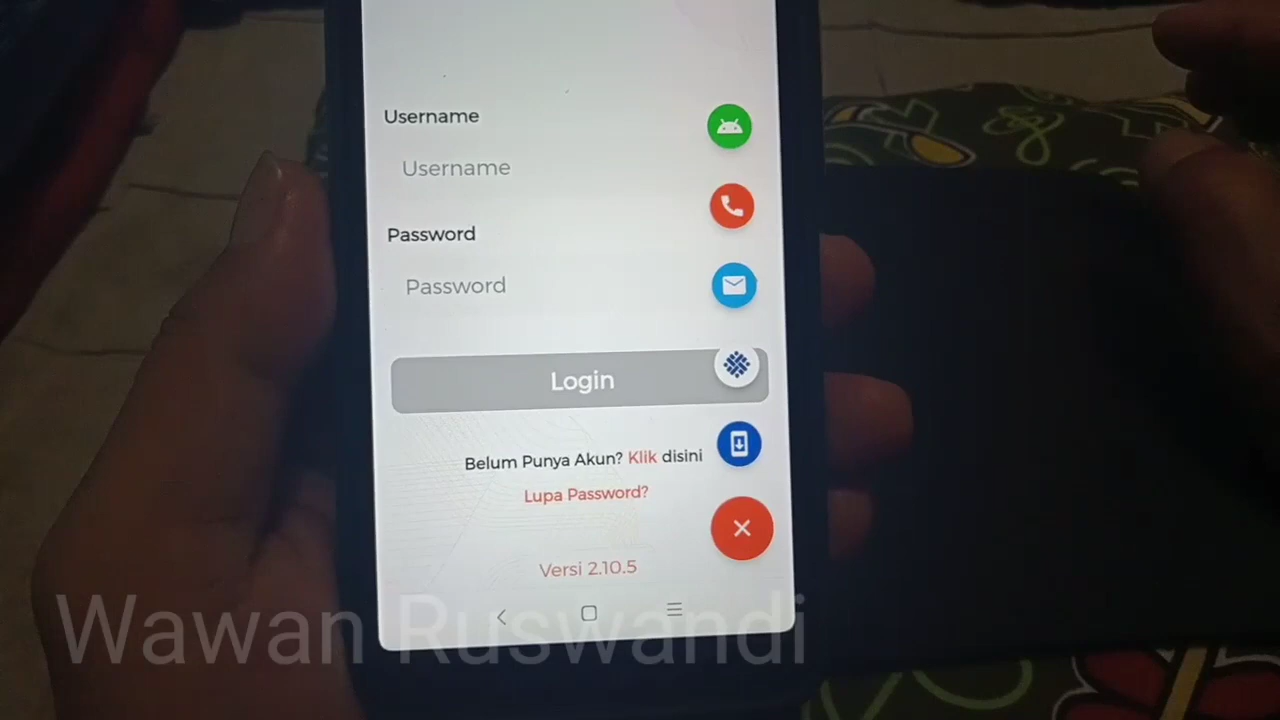 Username
Username
Password
Password
Login
Belum Punya Akun? Klik disini
Lupa Password?
Versi 2.10.5
Wawan Ruswandi